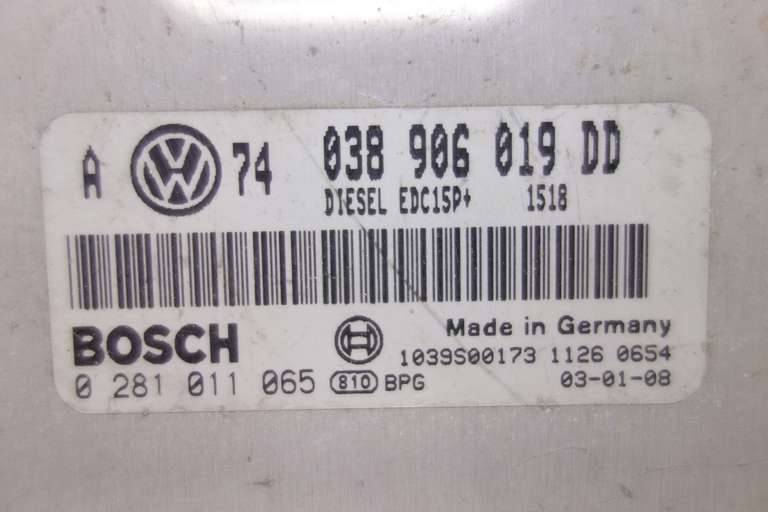 A VW 74 038 906 019 DD
DIESEL EDC15P+ 1518
BOSCH Made in Germany
1039S00173 1126 0654
0 281 011 065 810 BPG 03-01-08